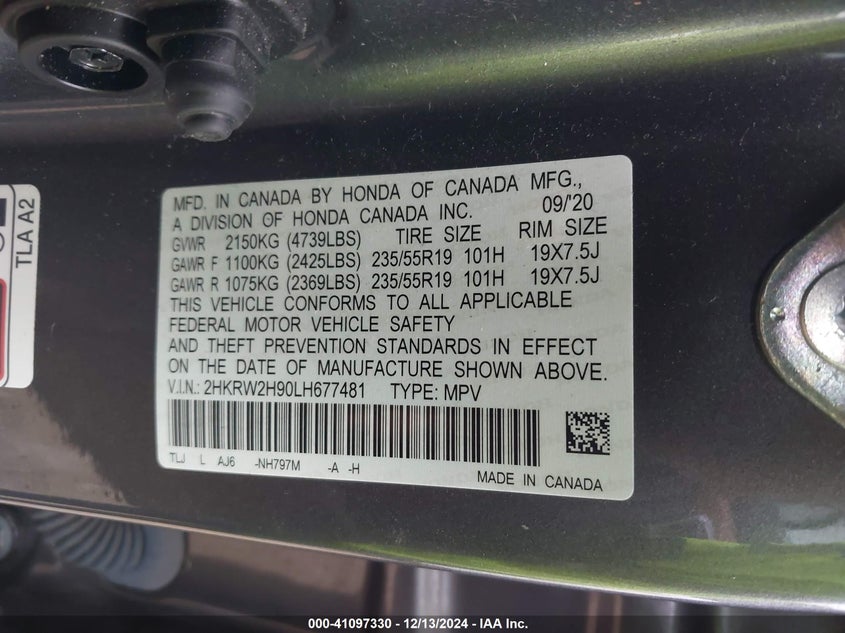 TLA A2
MFD. IN CANADA BY HONDA OF CANADA MFG.,
A DIVISION OF HONDA CANADA INC. 09/'20
GVWR 2150KG (4739LBS) TIRE SIZE RIM SIZE
GAWR F 1100KG (2425LBS) 235/55R19 101H 19X7.5J
GAWR R 1075KG (2369LBS) 235/55R19 101H 19X7.5J
THIS VEHICLE CONFORMS TO ALL APPLICABLE
FEDERAL MOTOR VEHICLE SAFETY
AND THEFT PREVENTION STANDARDS IN EFFECT
ON THE DATE OF MANUFACTURE SHOWN ABOVE.
V.I.N.: 2HKRW2H90LH677481 TYPE: MPV
TLJ L AJ6 -NH797M -A -H
MADE IN CANADA
000-41097330 - 12/13/2024 - IAA Inc.